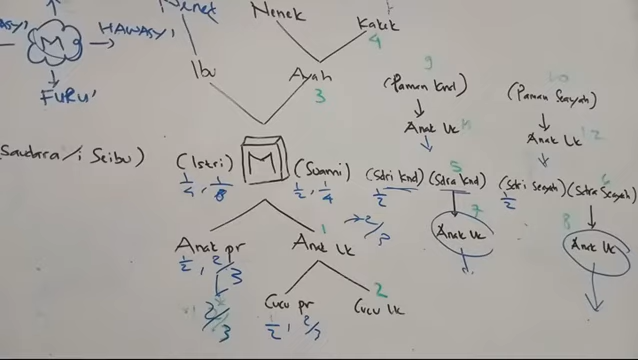 Nenek
Nenek
Kakek
4
M
HAWASYI
FURU'
Ibu
Ayah
3
9
(Paman Knd)
10
(Paman Seayah)
Anak Lk
11
Anak Lk
12
Saudara/i Seibu)
(Istri)
1/4, 1/8
M
(Suami)
1/2, 1/4
(Sdri Knd)
1/2
5
(Sdra Knd)
(Sdri Seayah)
1/2
6
(Sdra Seayah)
7
Anak Lk
8
Anak Lk
Anak pr
1/2, 2/3
2/3
1
Anak Lk
2/3
Cucu pr
1/2, 2/3
2
Cucu Lk